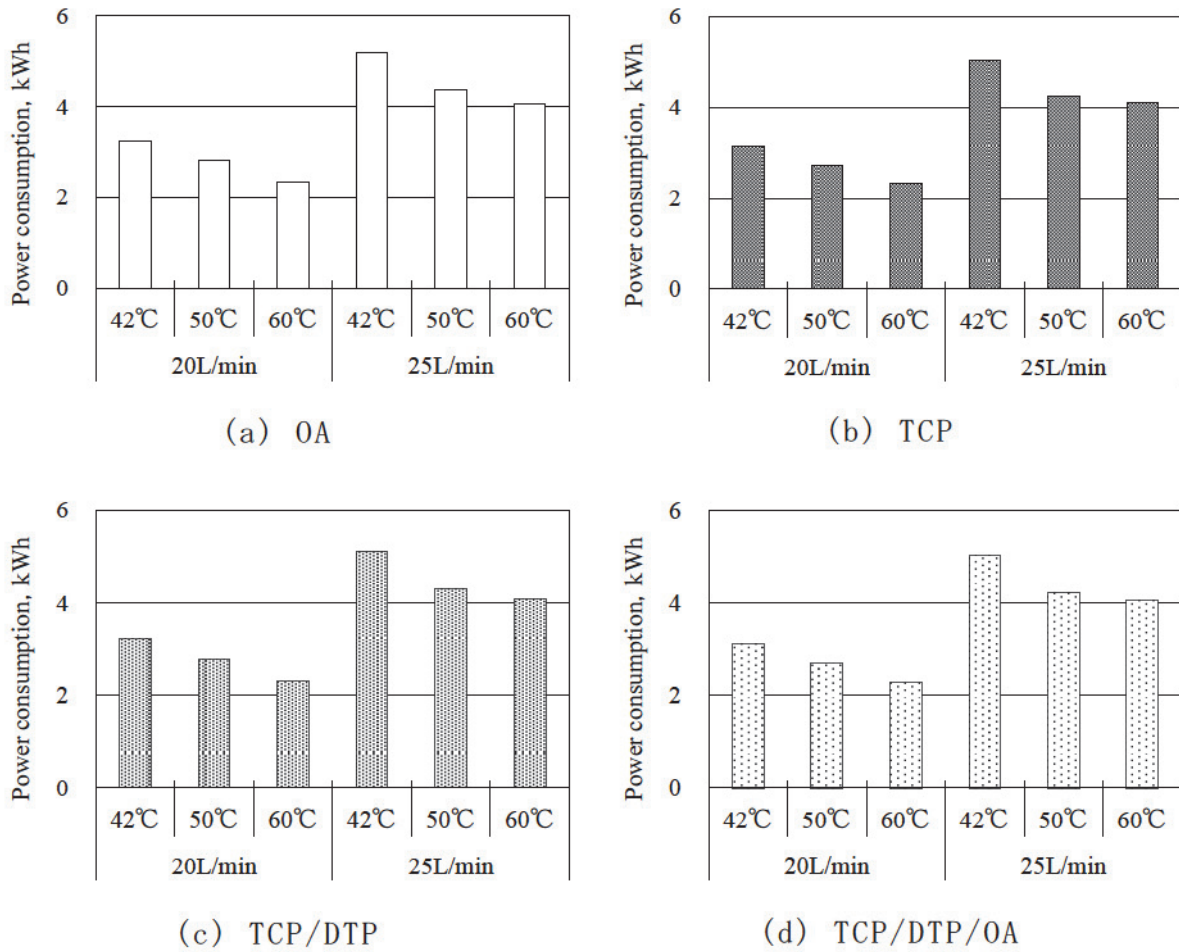 Power consumption, kWh
6
4
2
0
42℃ 50℃ 60℃ 42℃ 50℃ 60℃
20L/min 25L/min
(a) OA
Power consumption, kWh
6
4
2
0
42℃ 50℃ 60℃ 42℃ 50℃ 60℃
20L/min 25L/min
(b) TCP
Power consumption, kWh
6
4
2
0
42℃ 50℃ 60℃ 42℃ 50℃ 60℃
20L/min 25L/min
(c) TCP/DTP
Power consumption, kWh
6
4
2
0
42℃ 50℃ 60℃ 42℃ 50℃ 60℃
20L/min 25L/min
(d) TCP/DTP/OA